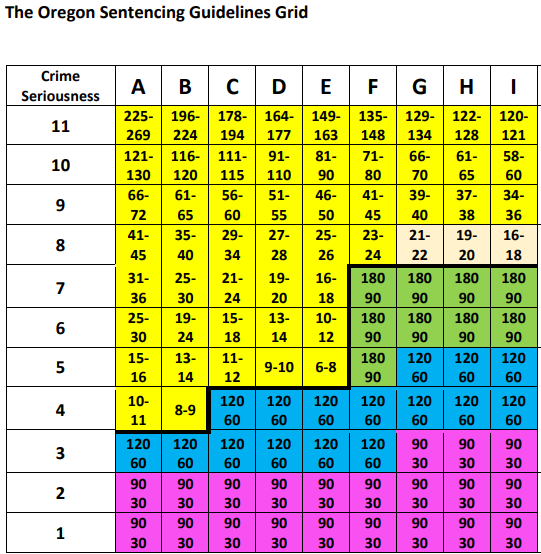 The Oregon Sentencing Guidelines Grid
Crime
Seriousness A B C D E F G H I
11 225- 196- 178- 164- 149- 135- 129- 122- 120-
269 224 194 177 163 148 134 128 121
10 121- 116- 111- 91- 81- 71- 66- 61- 58-
130 120 115 110 90 80 70 65 60
9 66- 61- 56- 51- 46- 41- 39- 37- 34-
72 65 60 55 50 45 40 38 36
8 41- 35- 29- 27- 25- 23- 21- 19- 16-
45 40 34 28 26 24 22 20 18
7 31- 25- 21- 19- 16- 180 180 180 180
36 30 24 20 18 90 90 90 90
6 25- 19- 15- 13- 10- 180 180 180 180
30 24 18 14 12 90 90 90 90
5 15- 13- 11- 9-10 6-8 180 120 120 120
16 14 12 90 60 60 60
4 10- 8-9 120 120 120 120 120 120 120
11 60 60 60 60 60 60 60
3 120 120 120 120 120 120 90 90 90
60 60 60 60 60 60 30 30 30
2 90 90 90 90 90 90 90 90 90
30 30 30 30 30 30 30 30 30
1 90 90 90 90 90 90 90 90 90
30 30 30 30 30 30 30 30 30